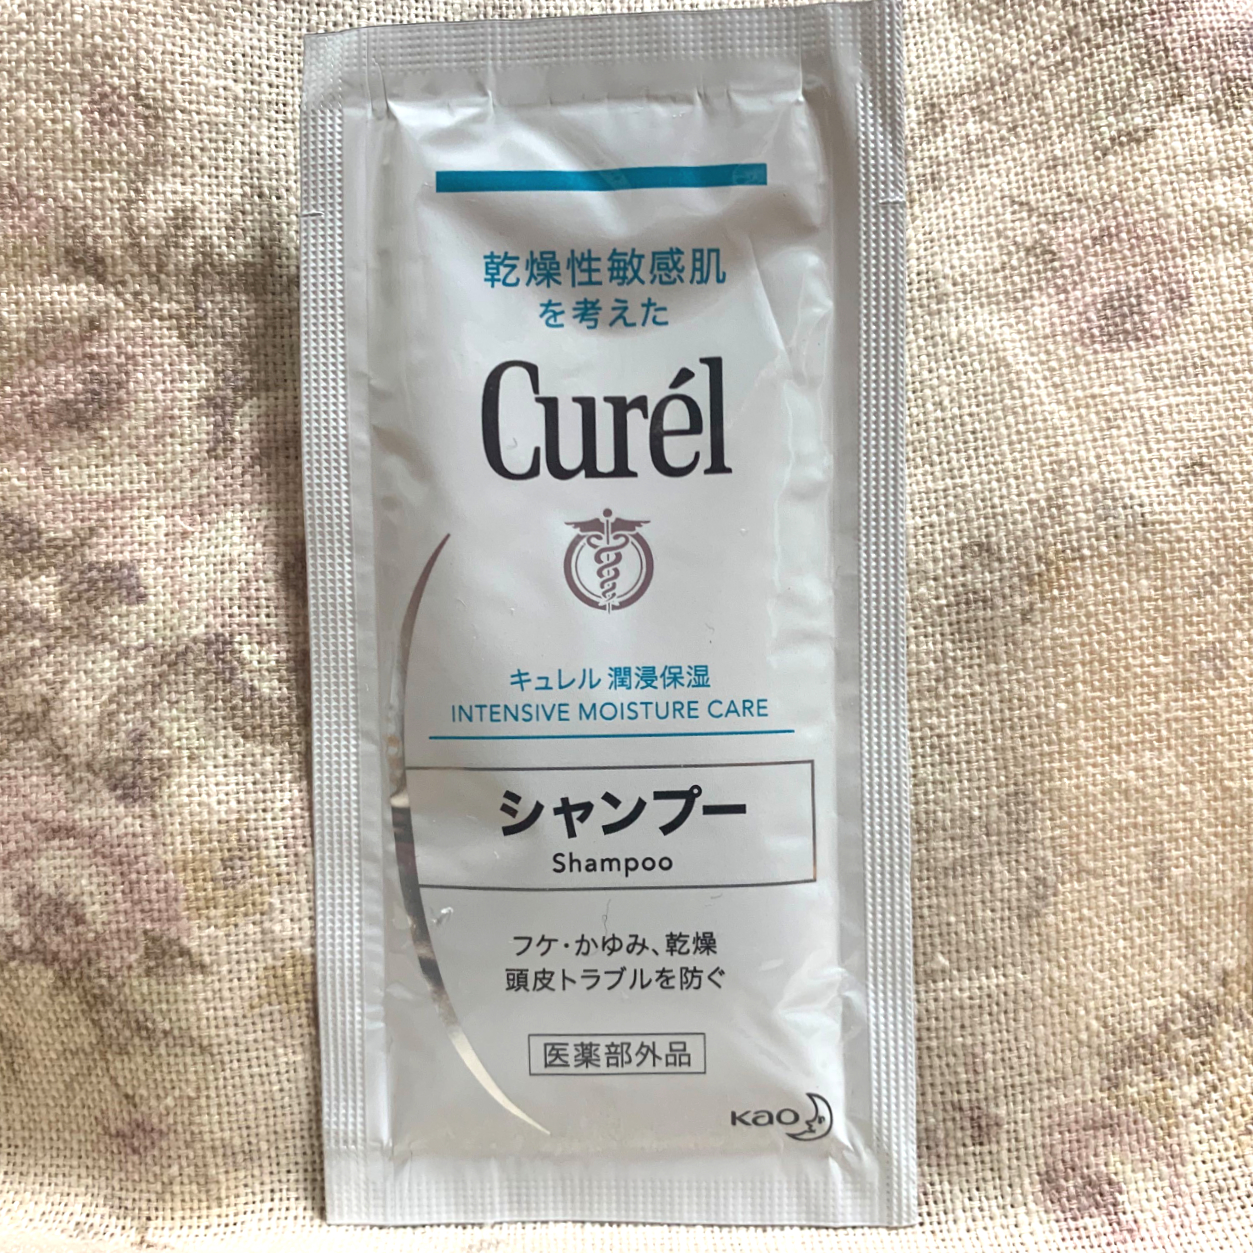 乾燥性敏感肌
を考えた
Curél
キュレル 潤浸保湿
INTENSIVE MOISTURE CARE
シャンプー
Shampoo
フケ・かゆみ、乾燥
頭皮トラブルを防ぐ
医薬部外品
Kao